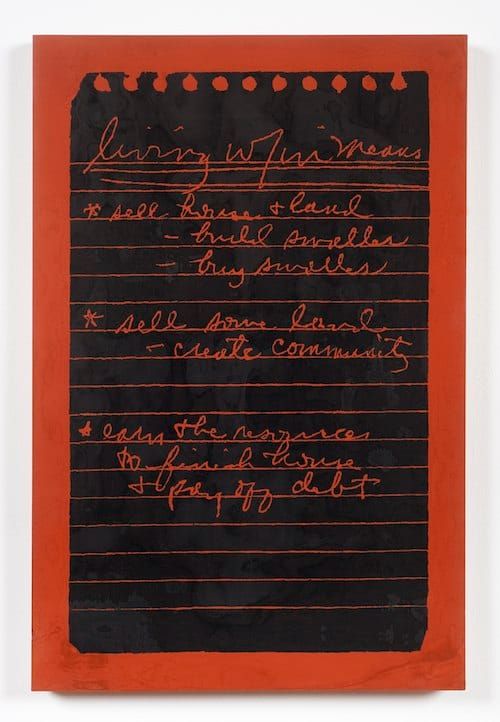 living w/in means
* sell house + land
- build smaller
- buy smaller
* sell some land
- create community
* earn the resources
to finish house
+ pay off debt